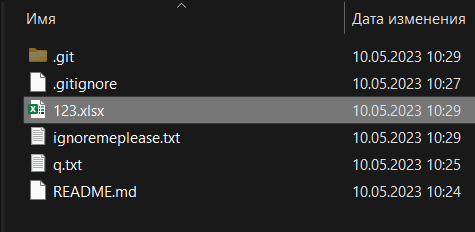 Имя Дата изменения
.git 10.05.2023 10:29
.gitignore 10.05.2023 10:27
123.xlsx 10.05.2023 10:29
ignoremeplease.txt 10.05.2023 10:29
q.txt 10.05.2023 10:25
README.md 10.05.2023 10:24